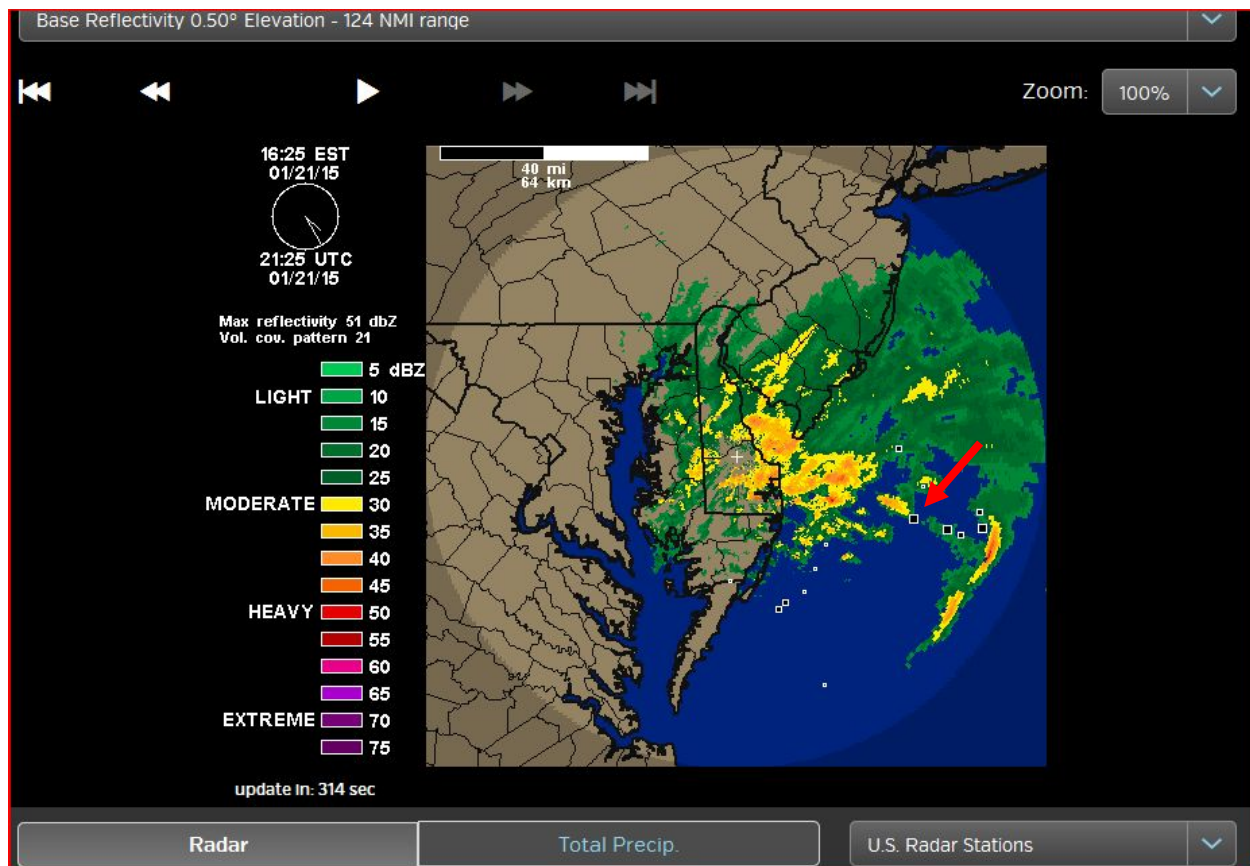 Base Reflectivity 0.50° Elevation - 124 NMI range
Zoom: 100%
16:25 EST
01/21/15
21:25 UTC
01/21/15
40 mi
64 km
Max reflectivity 51 dbZ
Vol. cov. pattern 21
5 dBZ
LIGHT 10
15
20
25
MODERATE 30
35
40
45
HEAVY 50
55
60
65
EXTREME 70
75
update in: 314 sec
Radar
Total Precip.
U.S. Radar Stations